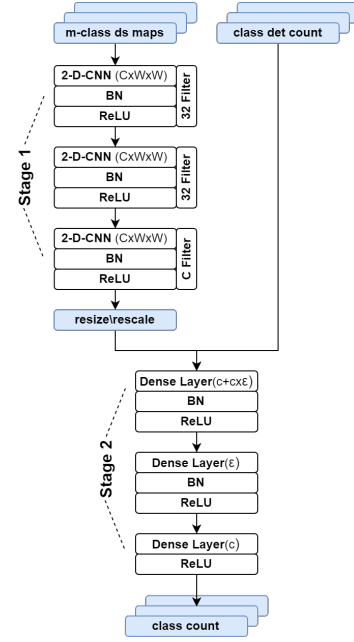 m-class ds maps
class det count
2-D-CNN (CxWxW)
BN
ReLU
32 Filter
2-D-CNN (CxWxW)
BN
ReLU
32 Filter
2-D-CNN (CxWxW)
BN
ReLU
C Filter
Stage 1
resize\rescale
Dense Layer(c+cxε)
BN
ReLU
Dense Layer(ε)
BN
ReLU
Dense Layer(c)
ReLU
Stage 2
class count